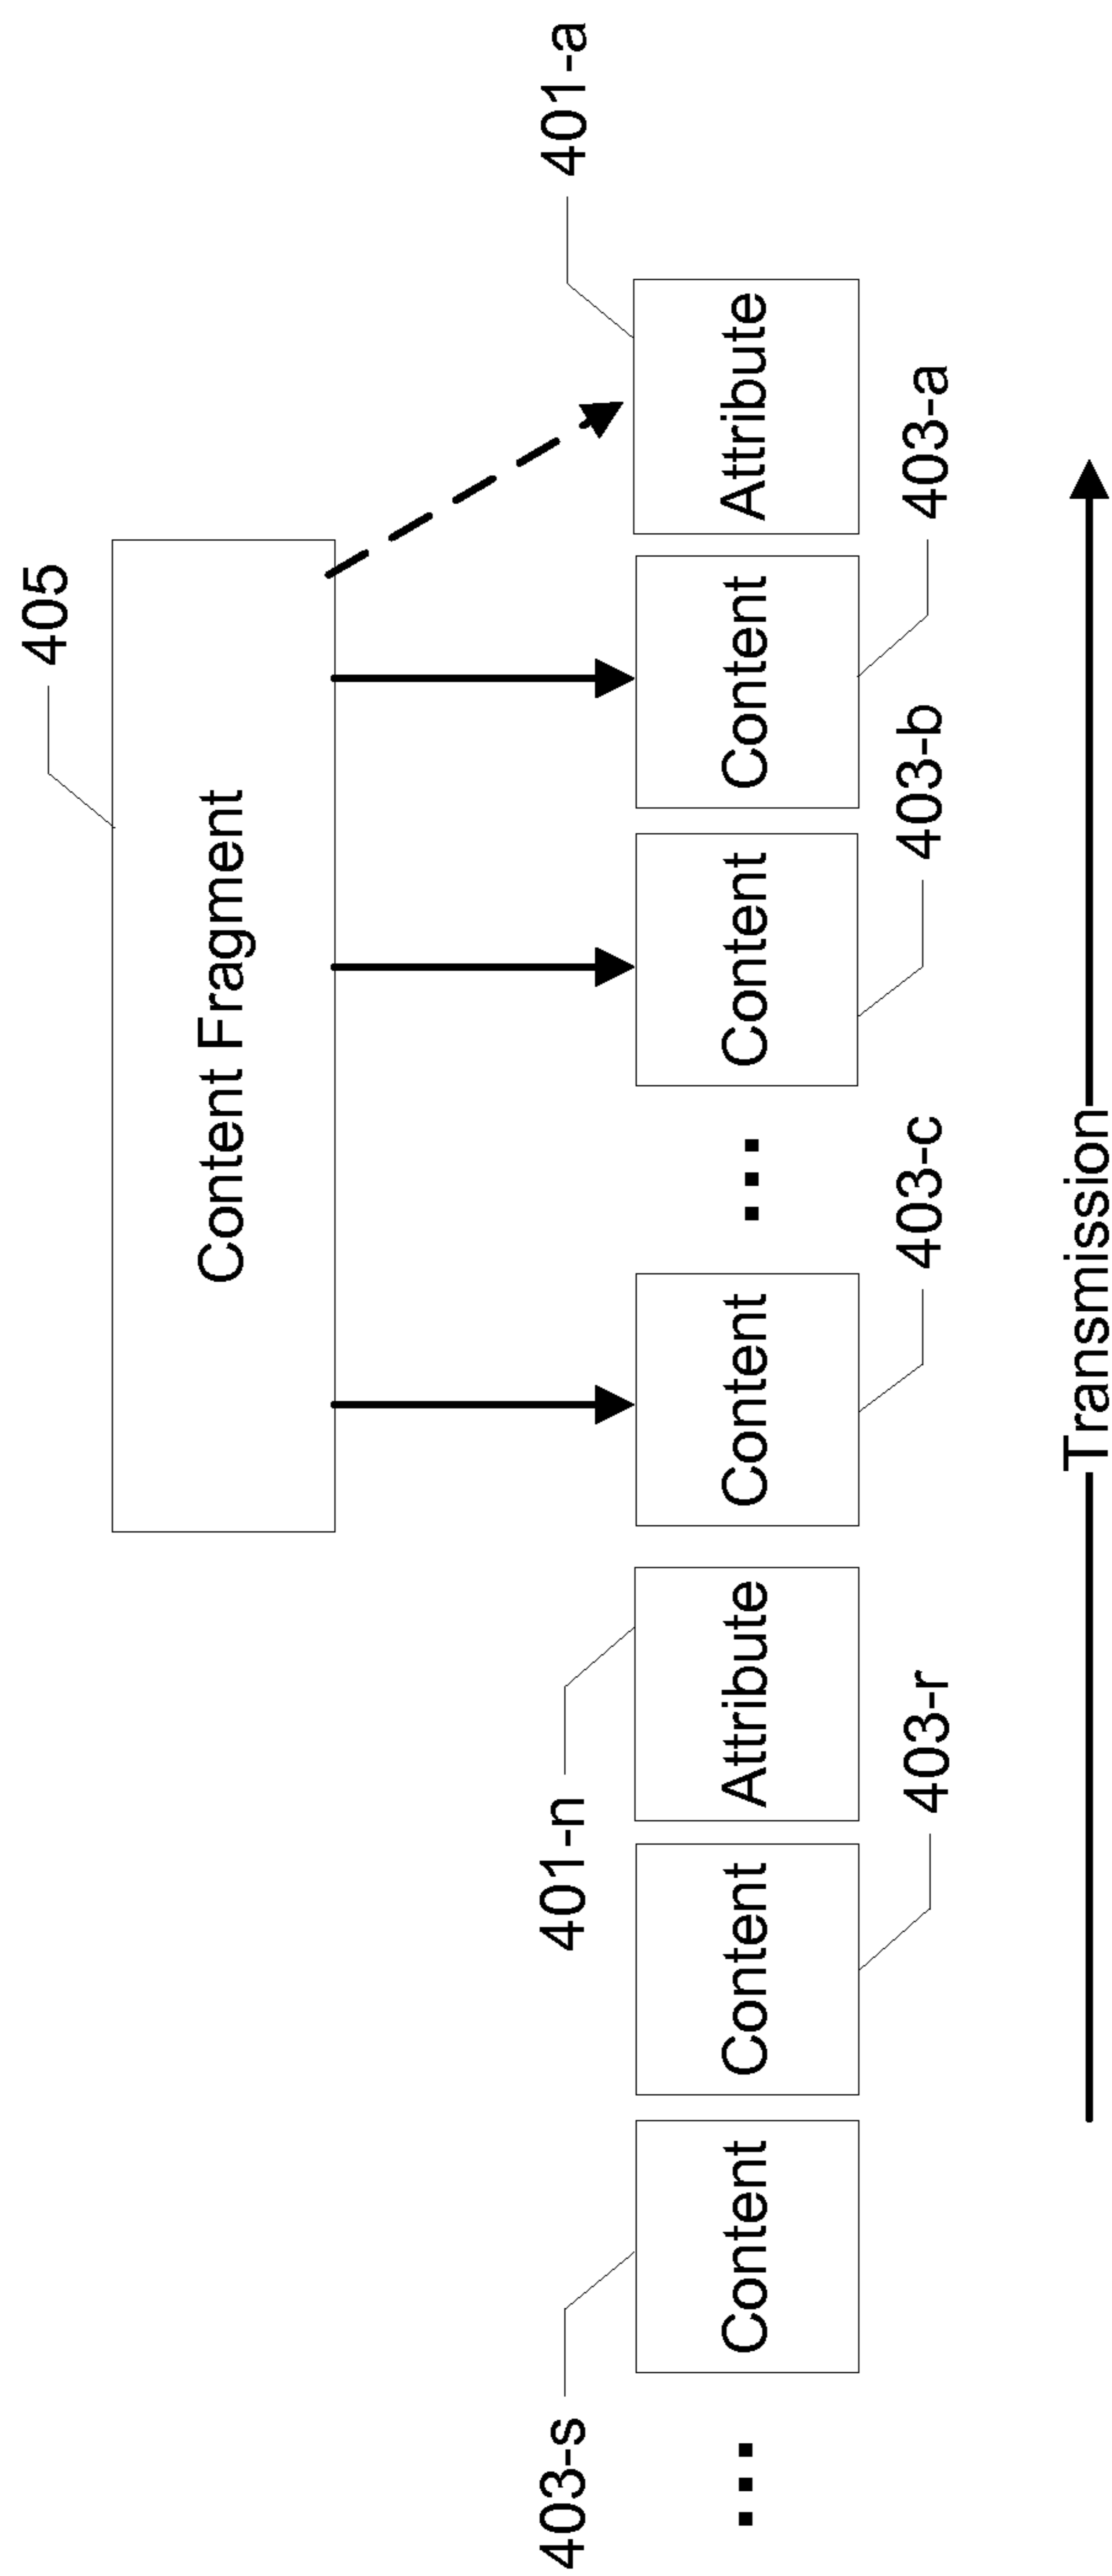 405
Content Fragment
401-a
401-n
403-s
...
Content
Content
Attribute
Content
...
Content
Content
Attribute
403-r
403-c
403-b
403-a
Transmission